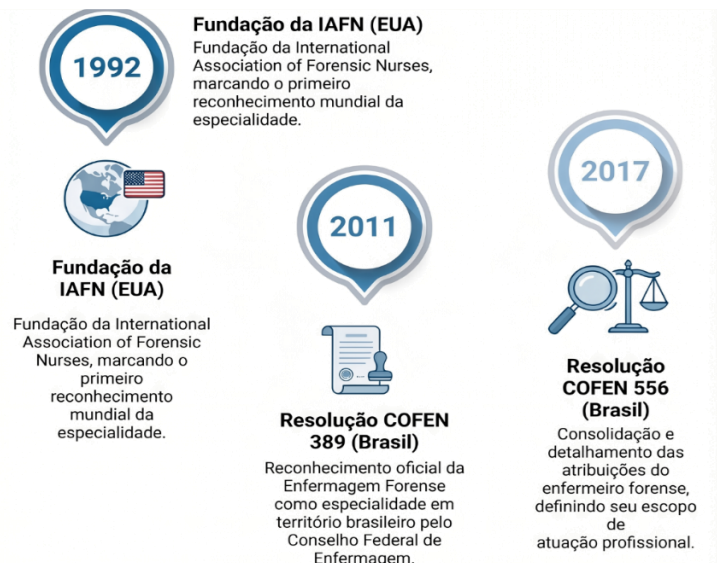 1992
Fundação da IAFN (EUA)
Fundação da International
Association of Forensic Nurses,
marcando o primeiro
reconhecimento mundial da
especialidade.
Fundação da
IAFN (EUA)
Fundação da International
Association of Forensic
Nurses, marcando o
primeiro
reconhecimento
mundial da
especialidade.
2011
Resolução COFEN
389 (Brasil)
Reconhecimento oficial da
Enfermagem Forense
como especialidade em
território brasileiro pelo
Conselho Federal de
Enfermagem.
2017
Resolução
COFEN 556
(Brasil)
Consolidação e
detalhamento das
atribuições do
enfermeiro forense,
definindo seu escopo
de
atuação profissional.